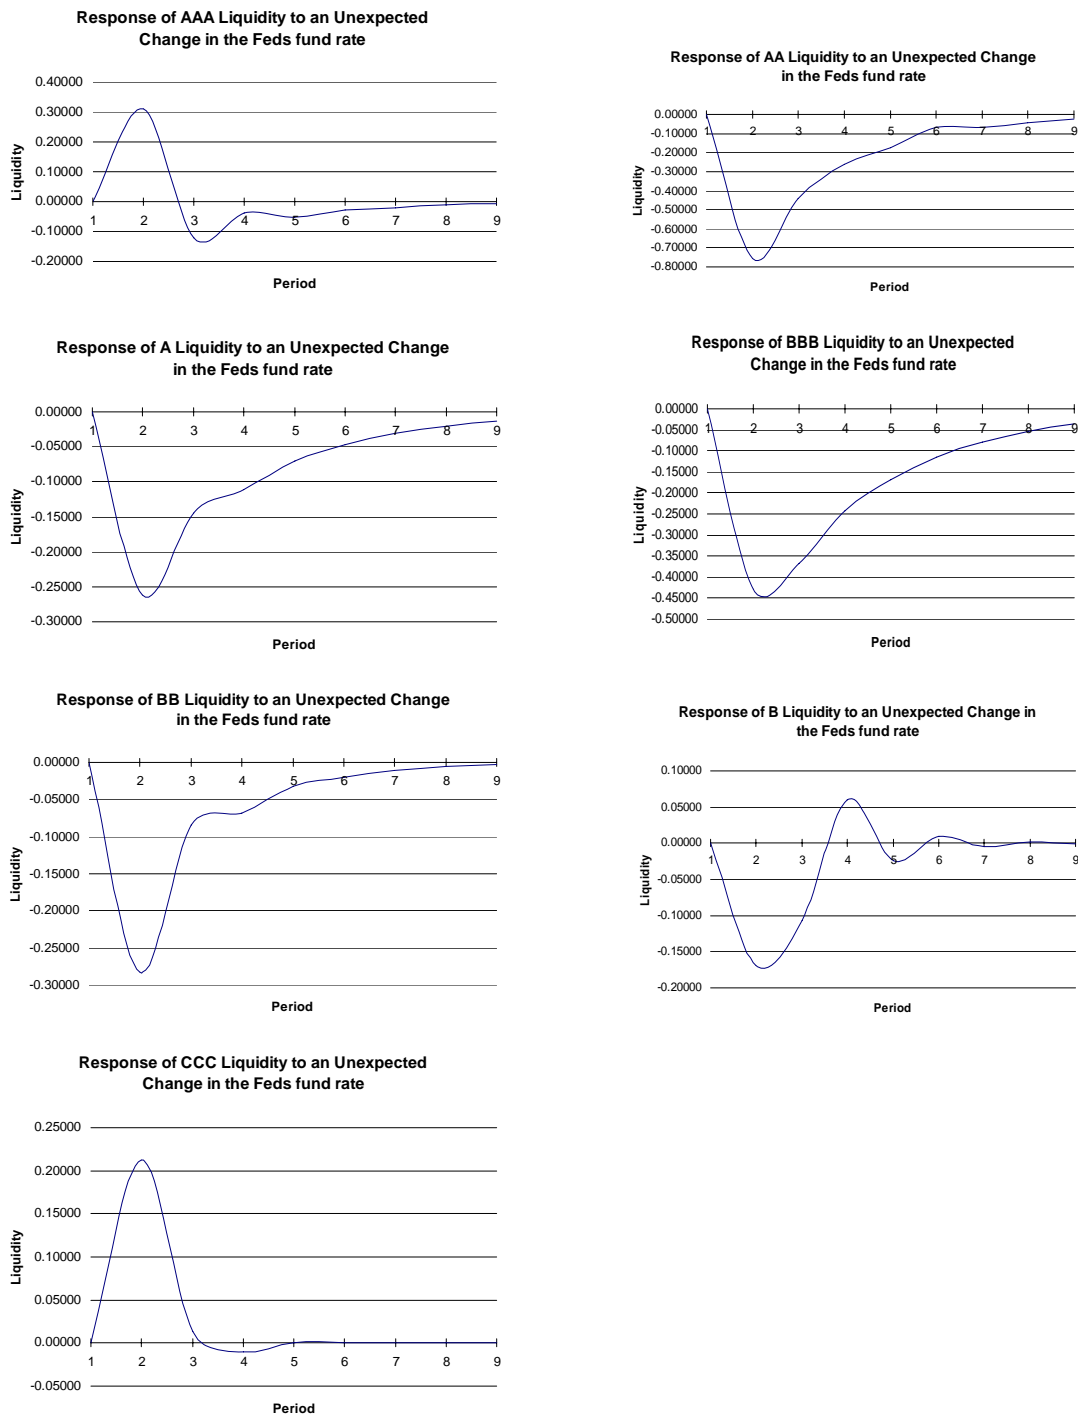 Response of AAA Liquidity to an Unexpected
Change in the Feds fund rate
0.40000
0.30000
0.20000
0.10000
0.00000
-0.10000
-0.20000
1 2 3 4 5 6 7 8 9
Liquidity
Period
Response of AA Liquidity to an Unexpected Change
in the Feds fund rate
0.00000
-0.10000
-0.20000
-0.30000
-0.40000
-0.50000
-0.60000
-0.70000
-0.80000
1 2 3 4 5 6 7 8 9
Liquidity
Period
Response of A Liquidity to an Unexpected Change
in the Feds fund rate
0.00000
-0.05000
-0.10000
-0.15000
-0.20000
-0.25000
-0.30000
1 2 3 4 5 6 7 8 9
Liquidity
Period
Response of BBB Liquidity to an Unexpected
Change in the Feds fund rate
0.00000
-0.05000
-0.10000
-0.15000
-0.20000
-0.25000
-0.30000
-0.35000
-0.40000
-0.45000
-0.50000
1 2 3 4 5 6 7 8 9
Liquidity
Period
Response of BB Liquidity to an Unexpected Change
in the Feds fund rate
0.00000
-0.05000
-0.10000
-0.15000
-0.20000
-0.25000
-0.30000
1 2 3 4 5 6 7 8 9
Liquidity
Period
Response of B Liquidity to an Unexpected Change in
the Feds fund rate
0.10000
0.05000
0.00000
-0.05000
-0.10000
-0.15000
-0.20000
1 2 3 4 5 6 7 8 9
Liquidity
Period
Response of CCC Liquidity to an Unexpected
Change in the Feds fund rate
0.25000
0.20000
0.15000
0.10000
0.05000
0.00000
-0.05000
1 2 3 4 5 6 7 8 9
Liquidity
Period